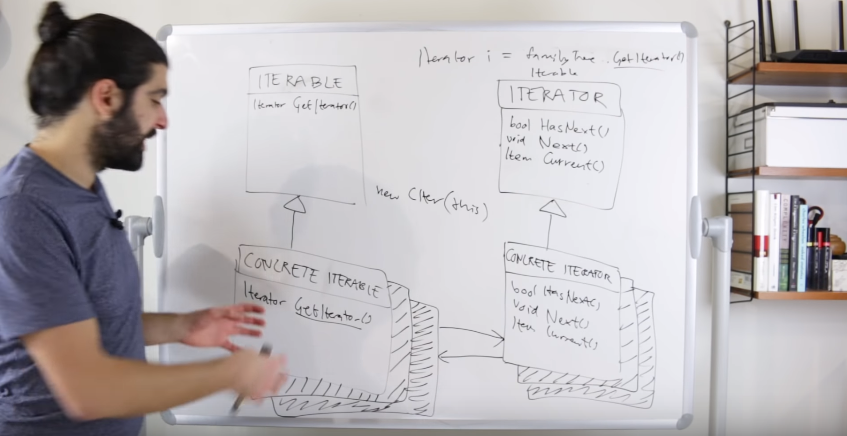 Iterator i = familyTree.GetIterator()
Iterable
ITERABLE
Iterator GetIterator()
ITERATOR
bool HasNext()
void Next()
Item Current()
new CIter(this)
CONCRETE ITERABLE
Iterator GetIterator()
CONCRETE ITERATOR
bool HasNext()
void Next()
Item Current()